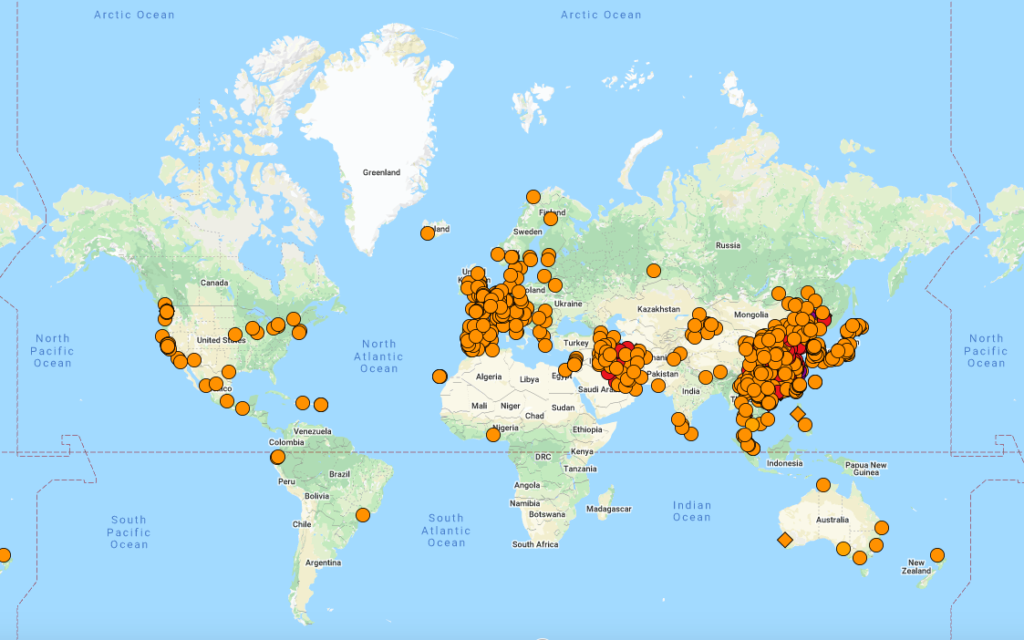 Arctic Ocean
Arctic Ocean
Greenland
Finland
Sweden
Russia
Canada
Ukraine
Kazakhstan
Mongolia
North
Pacific
Ocean
North
Atlantic
Ocean
North
Pacific
Ocean
United States
Turkey
Algeria
Libya
Pakistan
India
Mali
Niger
Chad
Sudan
Nigeria
Ethiopia
Venezuela
Colombia
DRC
Kenya
Tanzania
Indonesia
Papua New
Guinea
Peru
Brazil
Bolivia
Angola
Namibia
Botswana
Madagascar
South
Pacific
Ocean
South
Atlantic
Ocean
Indian
Ocean
Australia
Chile
South Africa
Argentina
New
Zealand